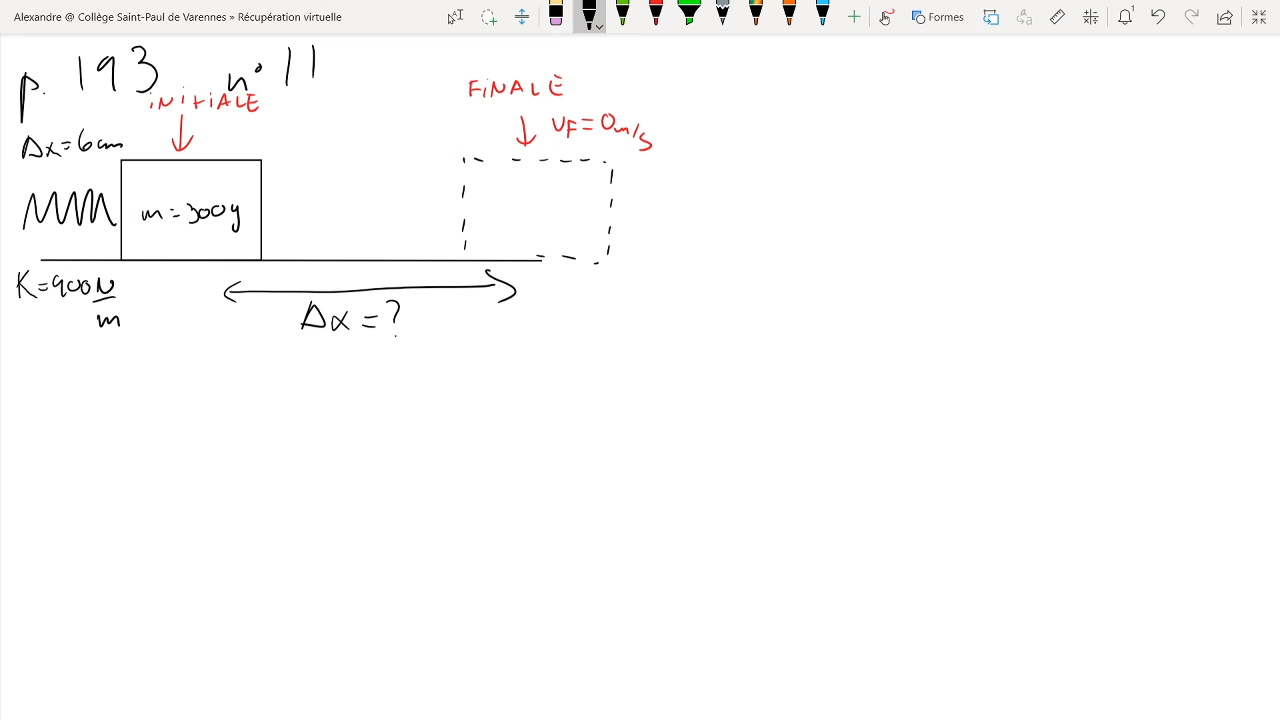 Alexandre @ Collège Saint-Paul de Varennes » Récupération virtuelle
Formes
p. 193 n° 11
iNitiALE
FiNALE
vF = 0 m/s
Δx = 6 cm
m = 300 g
K = 900 N/m
Δx = ?